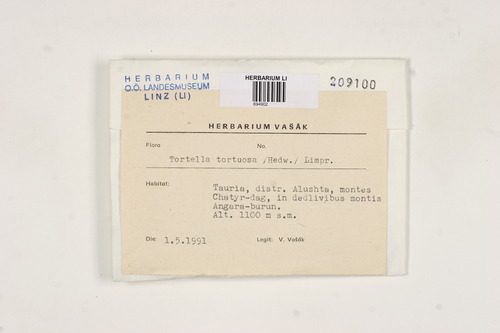 HERBARIUM
O.Ö. LANDESMUSEUM
LINZ (LI)
HERBARIUM LI
694902
209100
HERBARIUM VAŠÁK
Flora No.
Tortella tortuosa /Hedw./ Limpr.
Habitat: Tauria, distr. Alushta, montes
Chatyr-dag, in declivibus montis
Angara-burun.
Alt. 1100 m s.m.
Die: 1.5.1991 Legit: V. Vašák